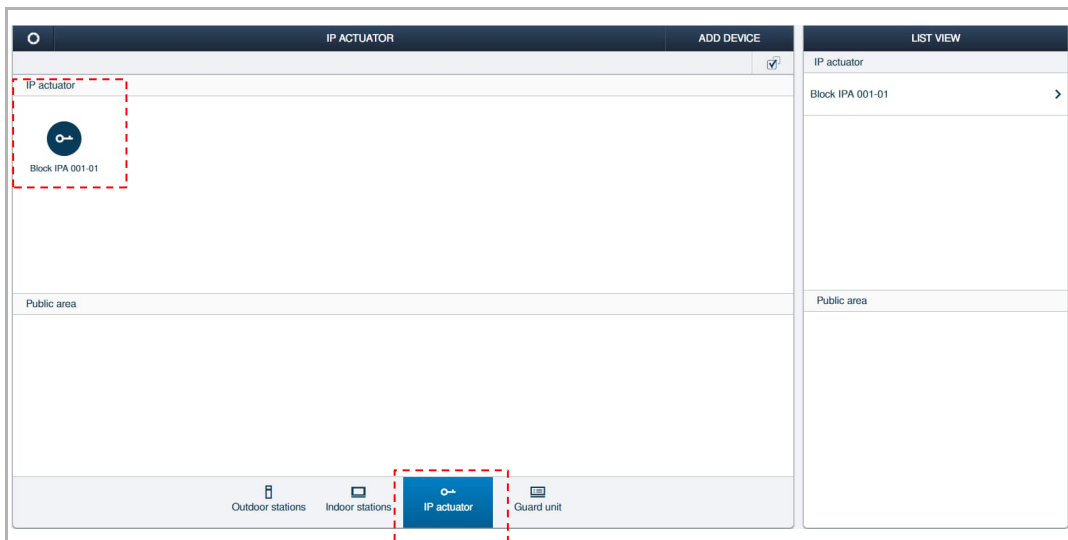 IP ACTUATOR
ADD DEVICE
IP actuator
Block IPA 001-01
Public area
Outdoor stations
Indoor stations
IP actuator
Guard unit
LIST VIEW
IP actuator
Block IPA 001-01
Public area